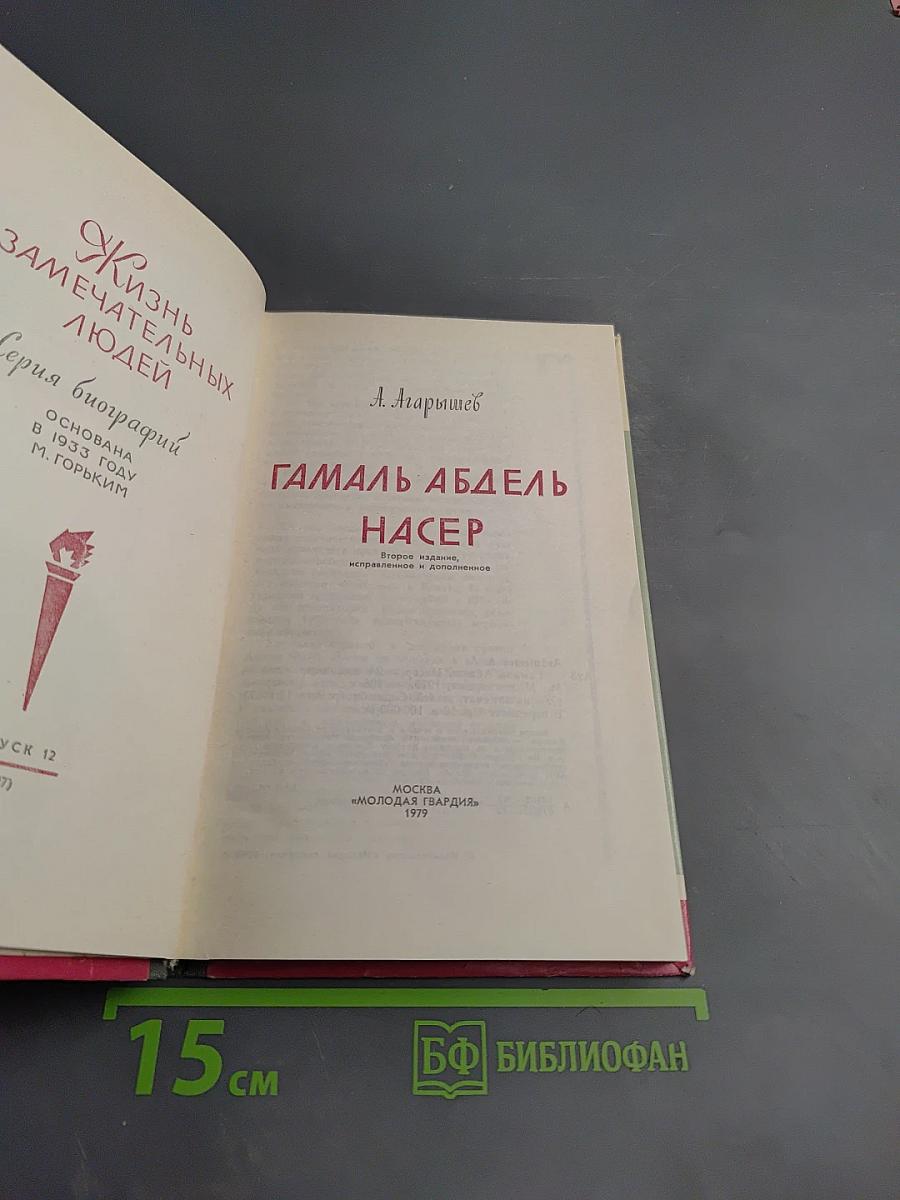 Жизнь
ЗАМЕЧАТЕЛЬНЫХ
ЛЮДЕЙ
Серия биографий
ОСНОВАНА
В 1933 ГОДУ
М. ГОРЬКИМ
12
А. Агарышев
ГАМАЛЬ АБДЕЛЬ
НАСЕР
Второе издание,
исправленное и дополненное
МОСКВА
«МОЛОДАЯ ГВАРДИЯ»
1979
15 см
БФ БИБЛИОФАН